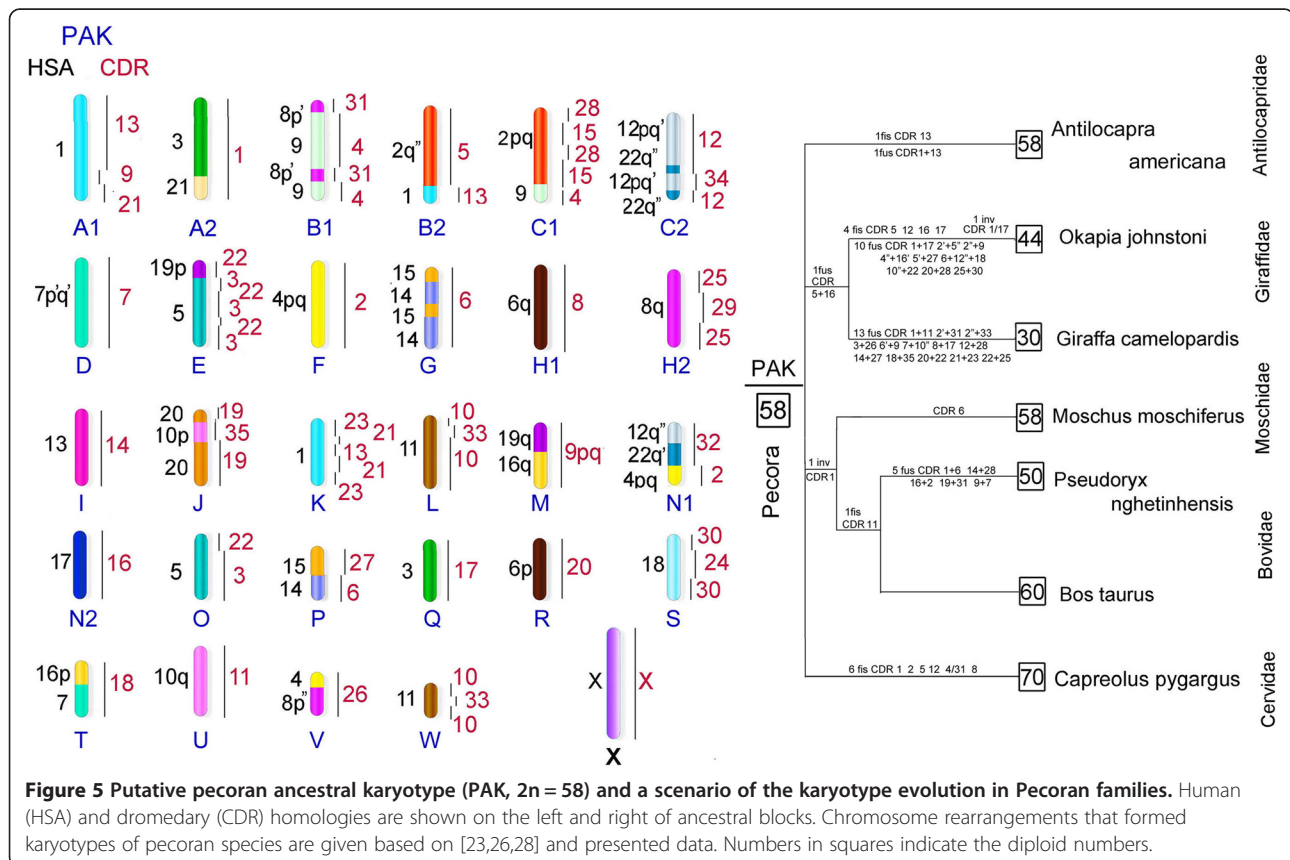 PAK
HSA CDR
1 13 9 21
A1
3 21 1
A2
8p' 9 8p' 9 31 4 31 4
B1
2q" 1 5 13
B2
2pq 9 28 15 28 15 4
C1
12pq' 22q" 12pq' 22q" 12 34 12
C2
7p'q' 7
D
19p 5 22 3 22 3 22 3
E
4pq 2
F
15 14 15 14 6
G
6q 8
H1
8q 25 29 25
H2
13 14
I
20 10p 20 19 35 19
J
1 23 21 13 21 23
K
11 10 33 10
L
19q 16q 9pq
M
12q" 22q' 4pq 32 2
N1
17 16
N2
5 22 3
O
15 14 27 6
P
3 17
Q
6p 20
R
18 30 24 30
S
16p 7 18
T
10q 11
U
4 8p" 26
V
11 10 33 10
W
X X
X
PAK
58
Pecora
1fis CDR 13
1fus CDR1+13
58 Antilocapra
americana
Antilocapridae
1fus
CDR
5+16
4 fis CDR 5 12 16 17
1 inv
CDR 1/17
10 fus CDR 1+17 2'+5" 2"+9
4"+16' 5'+27 6+12"+18
10"+22 20+28 25+30
44 Okapia johnstoni
13 fus CDR 1+11 2'+31 2"+33
3+26 6'+9 7+10" 8+17 12+28
14+27 18+35 20+22 21+23 22+25
30 Giraffa camelopardis
Giraffidae
1 inv
CDR1
CDR 6
58 Moschus moschiferus
Moschidae
1fis
CDR 11
5 fus CDR 1+6 14+28
16+2 19+31 9+7
50 Pseudoryx
nghetinhensis
60 Bos taurus
Bovidae
6 fis CDR 1 2 5 12 4/31 8
70 Capreolus pygargus
Cervidae
Figure 5 Putative pecoran ancestral karyotype (PAK, 2n = 58) and a scenario of the karyotype evolution in Pecoran families. Human
(HSA) and dromedary (CDR) homologies are shown on the left and right of ancestral blocks. Chromosome rearrangements that formed
karyotypes of pecoran species are given based on [23,26,28] and presented data. Numbers in squares indicate the diploid numbers.